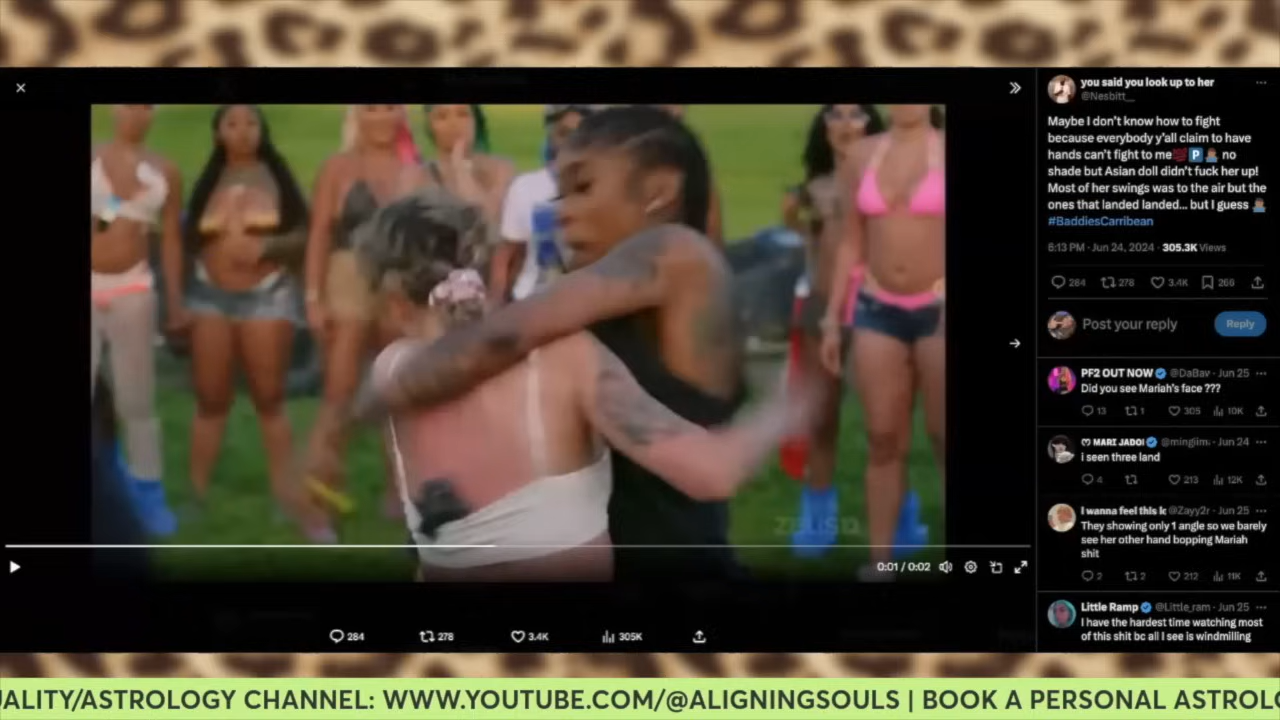 you said you look up to her
@Nesbitt__
Maybe I don't know how to fight
because everybody y'all claim to have
hands can't fight to me💯🅿️🤷🏾‍♂️ no
shade but Asian doll didn't fuck her up!
Most of her swings was to the air but the
ones that landed landed... but I guess
#BaddiesCarribean
6:13 PM · Jun 24, 2024 · 305.3K Views
284 278 3.4K 266
Post your reply Reply
PF2 OUT NOW @DaBav · Jun 25
Did you see Mariah's face ???
13 1 305 10K
MARI JADOI · Jun 24
i seen three land
4 213 12K
I wanna feel this @Zayy2r · Jun 25
They showing only 1 angle so we barely
see her other hand bopping Mariah
shit
2 2 212 11K
Little Ramp @Little_ram · Jun 25
I have the hardest time watching most
of this shit bc all I see is windmilling
0:01 / 0:02
284 278 3.4K 305K
UALITY/ASTROLOGY CHANNEL: WWW.YOUTUBE.COM/@ALIGNINGSOULS | BOOK A PERSONAL ASTROLO